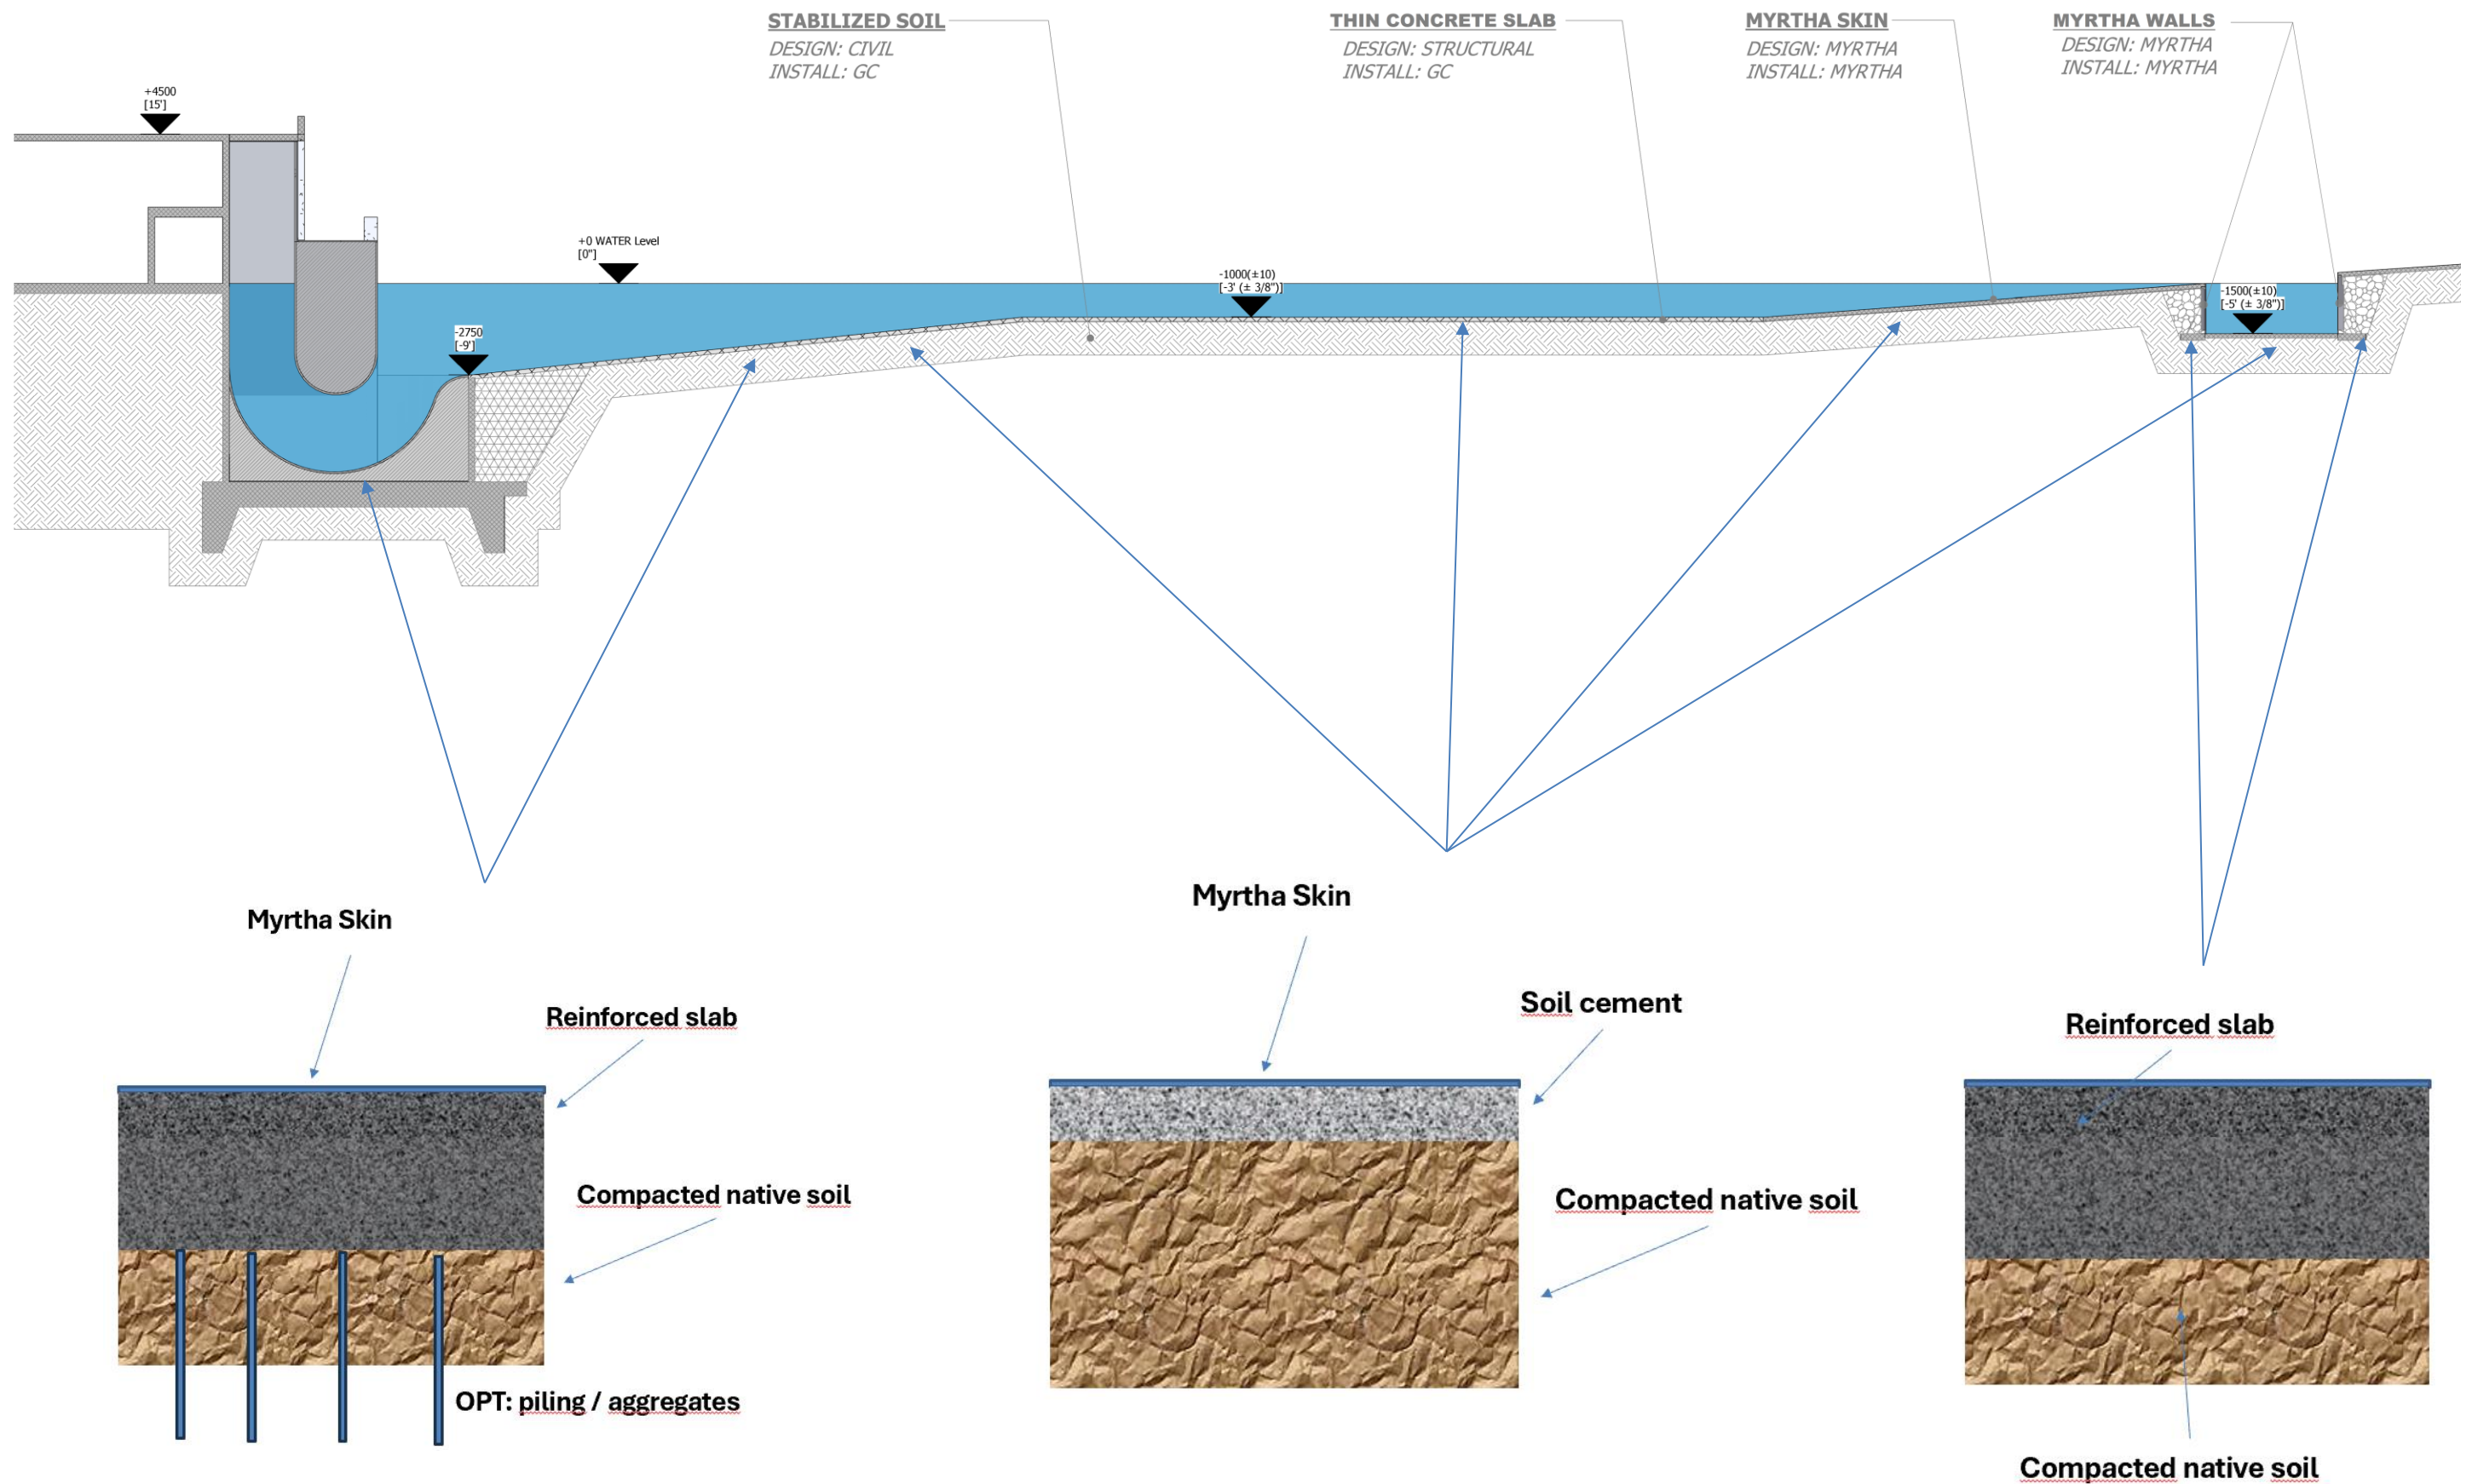 STABILIZED SOIL
DESIGN: CIVIL
INSTALL: GC
THIN CONCRETE SLAB
DESIGN: STRUCTURAL
INSTALL: GC
MYRTHA SKIN
DESIGN: MYRTHA
INSTALL: MYRTHA
MYRTHA WALLS
DESIGN: MYRTHA
INSTALL: MYRTHA
+4500
[15']
+0 WATER Level
[0"]
-1000(±10)
[-3' (± 3/8")]
-1500(±10)
[-5' (± 3/8")]
-2750
[-9']
Myrtha Skin
Reinforced slab
Compacted native soil
OPT: piling / aggregates
Myrtha Skin
Soil cement
Compacted native soil
Reinforced slab
Compacted native soil